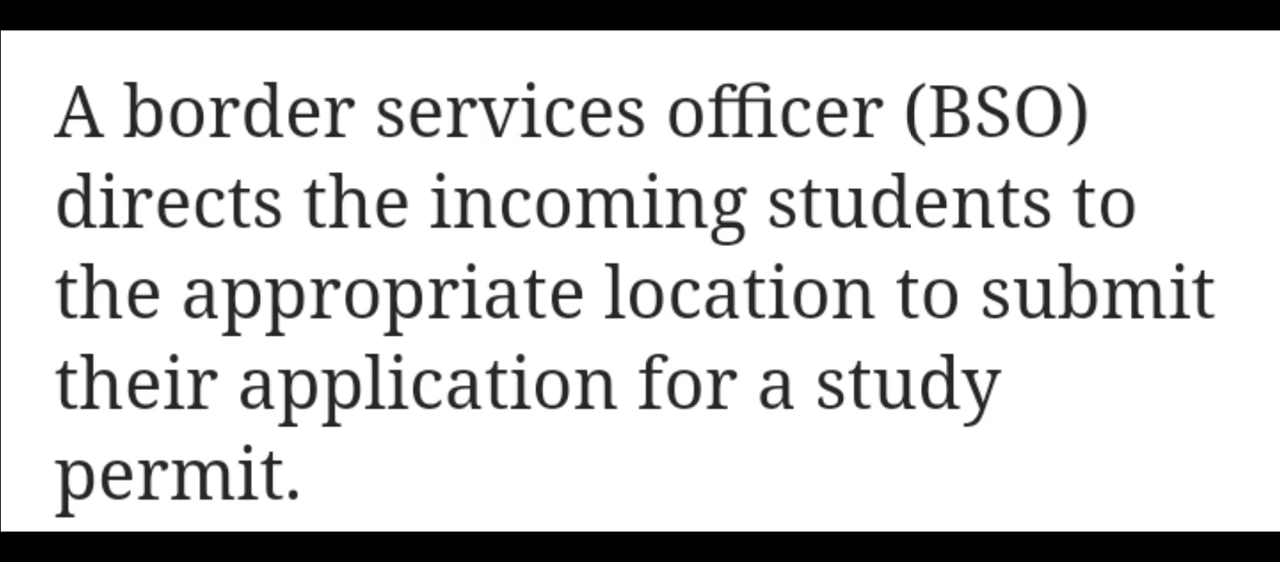 A border services officer (BSO)
directs the incoming students to
the appropriate location to submit
their application for a study
permit.